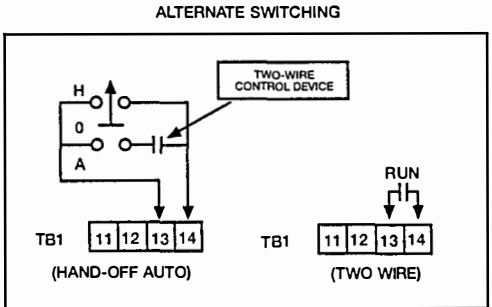 ALTERNATE SWITCHING
TWO-WIRE
CONTROL DEVICE
H
0
A
RUN
TB1 11 12 13 14
TB1 11 12 13 14
(HAND-OFF AUTO)
(TWO WIRE)